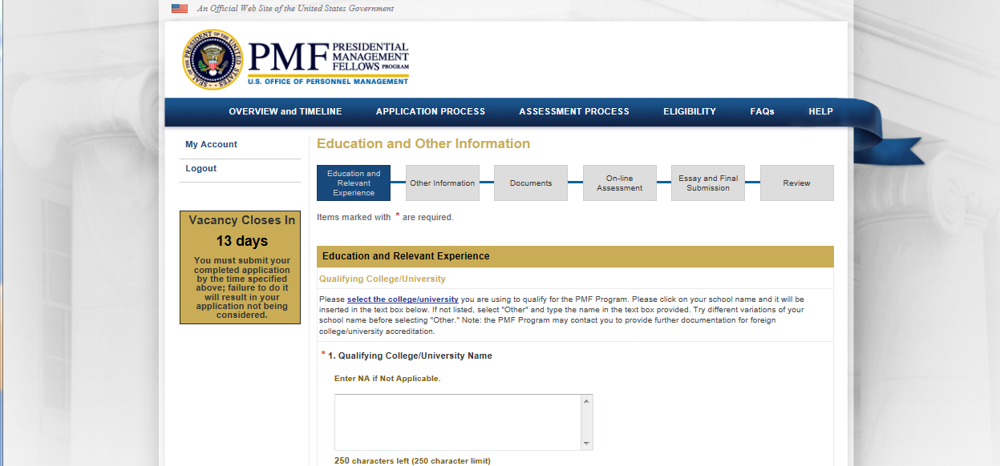 An Official Web Site of the United States Government
SEAL OF THE PRESIDENT OF THE UNITED STATES
PMF PRESIDENTIAL
MANAGEMENT
FELLOWS PROGRAM
U.S. OFFICE OF PERSONNEL MANAGEMENT
OVERVIEW and TIMELINE APPLICATION PROCESS ASSESSMENT PROCESS ELIGIBILITY FAQs HELP
My Account
Logout
Vacancy Closes In
13 days
You must submit your
completed application
by the time specified
above; failure to do it
will result in your
application not being
considered.
Education and Other Information
Education and
Relevant
Experience
Other Information
Documents
On-line
Assessment
Essay and Final
Submission
Review
Items marked with * are required.
Education and Relevant Experience
Qualifying College/University
Please select the college/university you are using to qualify for the PMF Program. Please click on your school name and it will be
inserted in the text box below. If not listed, select "Other" and type the name in the text box provided. Try different variations of your
school name before selecting "Other." Note: the PMF Program may contact you to provide further documentation for foreign
college/university accreditation.
* 1. Qualifying College/University Name
Enter NA if Not Applicable.
250 characters left (250 character limit)